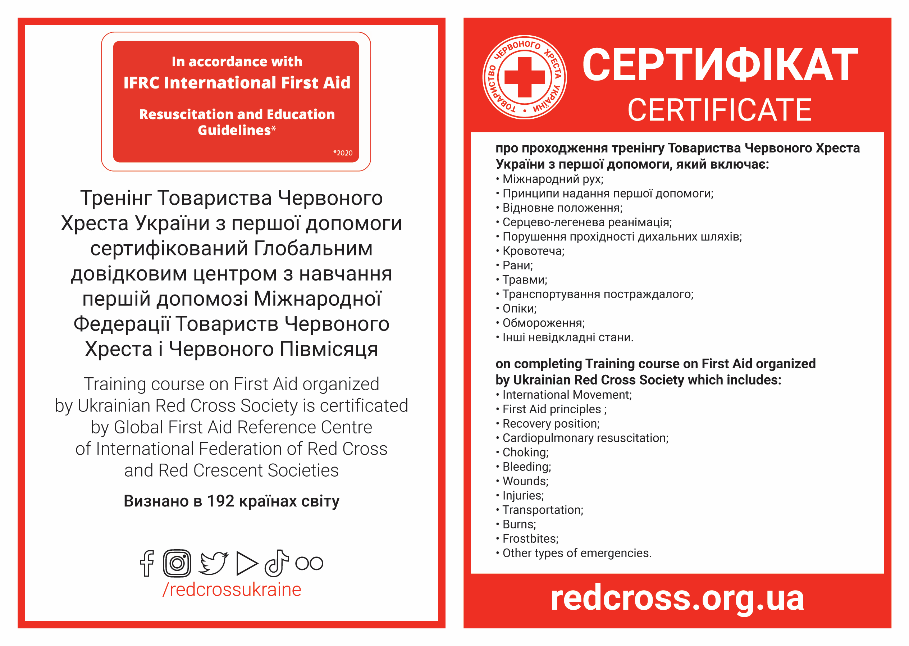 In accordance with
IFRC International First Aid
Resuscitation and Education
Guidelines*
*2020
Тренінг Товариства Червоного
Хреста України з першої допомоги
сертифікований Глобальним
довідковим центром з навчання
першій допомозі Міжнародної
Федерації Товариств Червоного
Хреста і Червоного Півмісяця
Training course on First Aid organized
by Ukrainian Red Cross Society is certificated
by Global First Aid Reference Centre
of International Federation of Red Cross
and Red Crescent Societies
Визнано в 192 країнах світу
/redcrossukraine
ТОВАРИСТВО ЧЕРВОНОГО ХРЕСТА УКРАЇНИ
СЕРТИФІКАТ
CERTIFICATE
про проходження тренінгу Товариства Червоного Хреста
України з першої допомоги, який включає:
• Міжнародний рух;
• Принципи надання першої допомоги;
• Відновне положення;
• Серцево-легенева реанімація;
• Порушення прохідності дихальних шляхів;
• Кровотеча;
• Рани;
• Травми;
• Транспортування постраждалого;
• Опіки;
• Обмороження;
• Інші невідкладні стани.
on completing Training course on First Aid organized
by Ukrainian Red Cross Society which includes:
• International Movement;
• First Aid principles ;
• Recovery position;
• Cardiopulmonary resuscitation;
• Choking;
• Bleeding;
• Wounds;
• Injuries;
• Transportation;
• Burns;
• Frostbites;
• Other types of emergencies.
redcross.org.ua